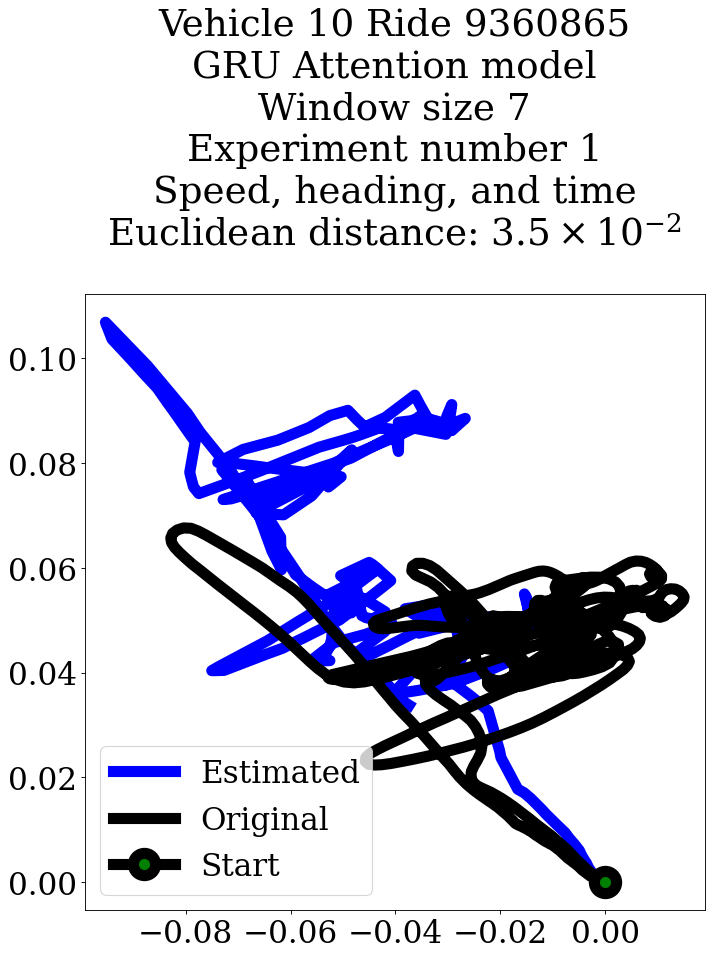 Vehicle 10 Ride 9360865
GRU Attention model
Window size 7
Experiment number 1
Speed, heading, and time
Euclidean distance: 3.5 × 10⁻²
0.10
0.08
0.06
0.04
0.02
0.00
Estimated
Original
Start
−0.08 −0.06 −0.04 −0.02 0.00